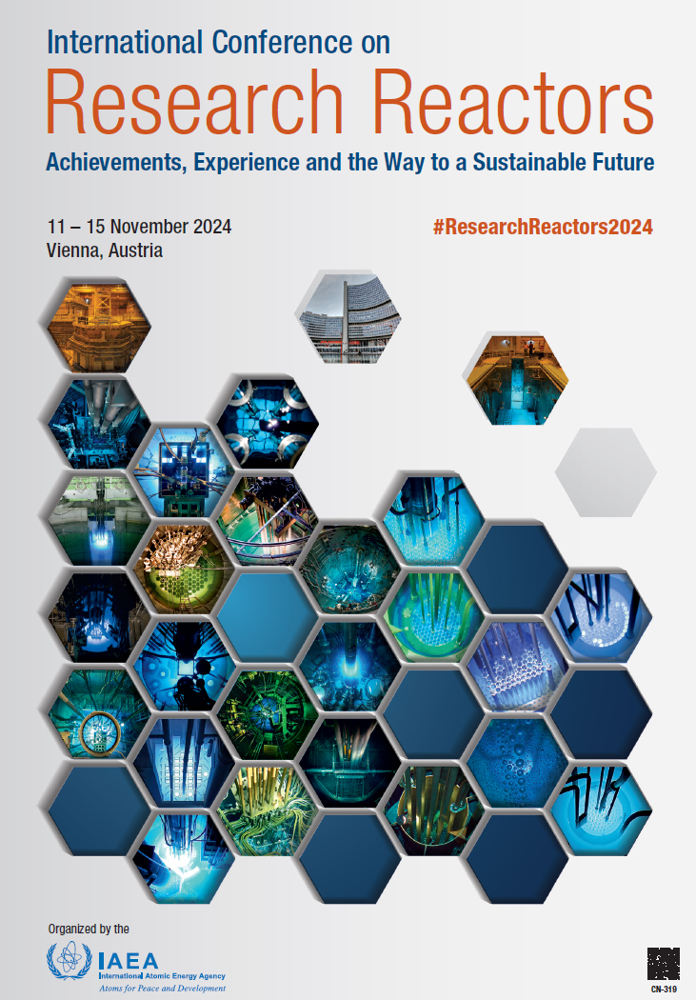 International Conference on
Research Reactors
Achievements, Experience and the Way to a Sustainable Future
11 – 15 November 2024
#ResearchReactors2024
Vienna, Austria
Organized by the
IAEA
International Atomic Energy Agency
Atoms for Peace and Development
CN-319